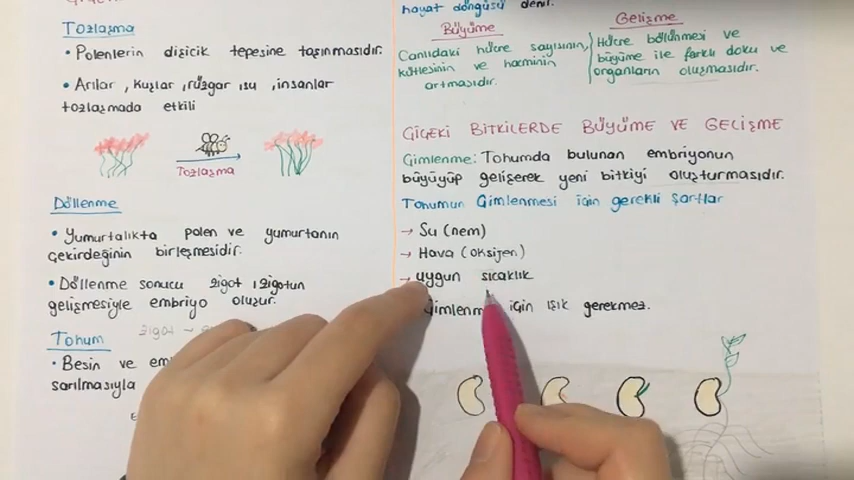 Tozlaşma
• Polenlerin dişicik tepesine taşınmasıdır.
• Arılar, kuşlar, rüzgar, su, insanlar
tozlaşmada etkili
Tozlaşma
Döllenme
• Yumurtalıkta polen ve yumurtanın
çekirdeğinin birleşmesidir.
• Döllenme sonucu zigot, zigotun
gelişmesiyle embriyo oluşur.
zigot -
Tohum
• Besin ve
sarılmasıyla
hayat döngüsü denir.
Büyüme
Canlıdaki hücre sayısının,
kütlesinin ve hacminin
artmasıdır.
Gelişme
Hücre bölünmesi ve
büyüme ile farklı doku ve
organların oluşmasıdır.
ÇİÇEKİ BİTKİLERDE BÜYÜME VE GELİŞME
Çimlenme: Tohumda bulunan embriyonun
büyüyüp gelişerek yeni bitkiyi oluşturmasıdır.
Tohumun Çimlenmesi için gerekli şartlar
→ Su (nem)
→ Hava (oksijen)
→ uygun sıcaklık
için ışık gerekmez.